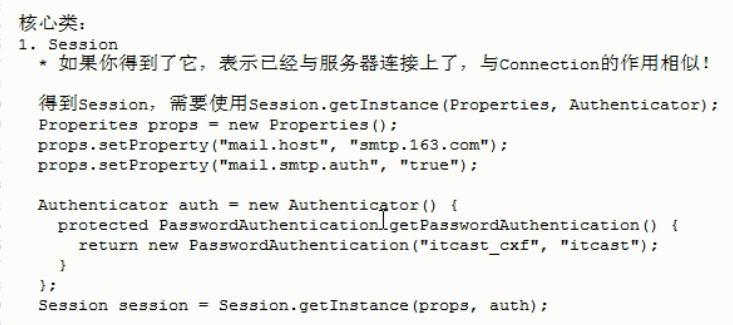 核心类：
1. Session
* 如果你得到了它，表示已经与服务器连接上了，与Connection的作用相似！
得到Session，需要使用Session.getInstance(Properties, Authenticator);
Properites props = new Properties();
props.setProperty("mail.host", "smtp.163.com");
props.setProperty("mail.smtp.auth", "true");
Authenticator auth = new Authenticator() {
protected PasswordAuthentication getPasswordAuthentication() {
return new PasswordAuthentication("itcast_cxf", "itcast");
}
};
Session session = Session.getInstance(props, auth);